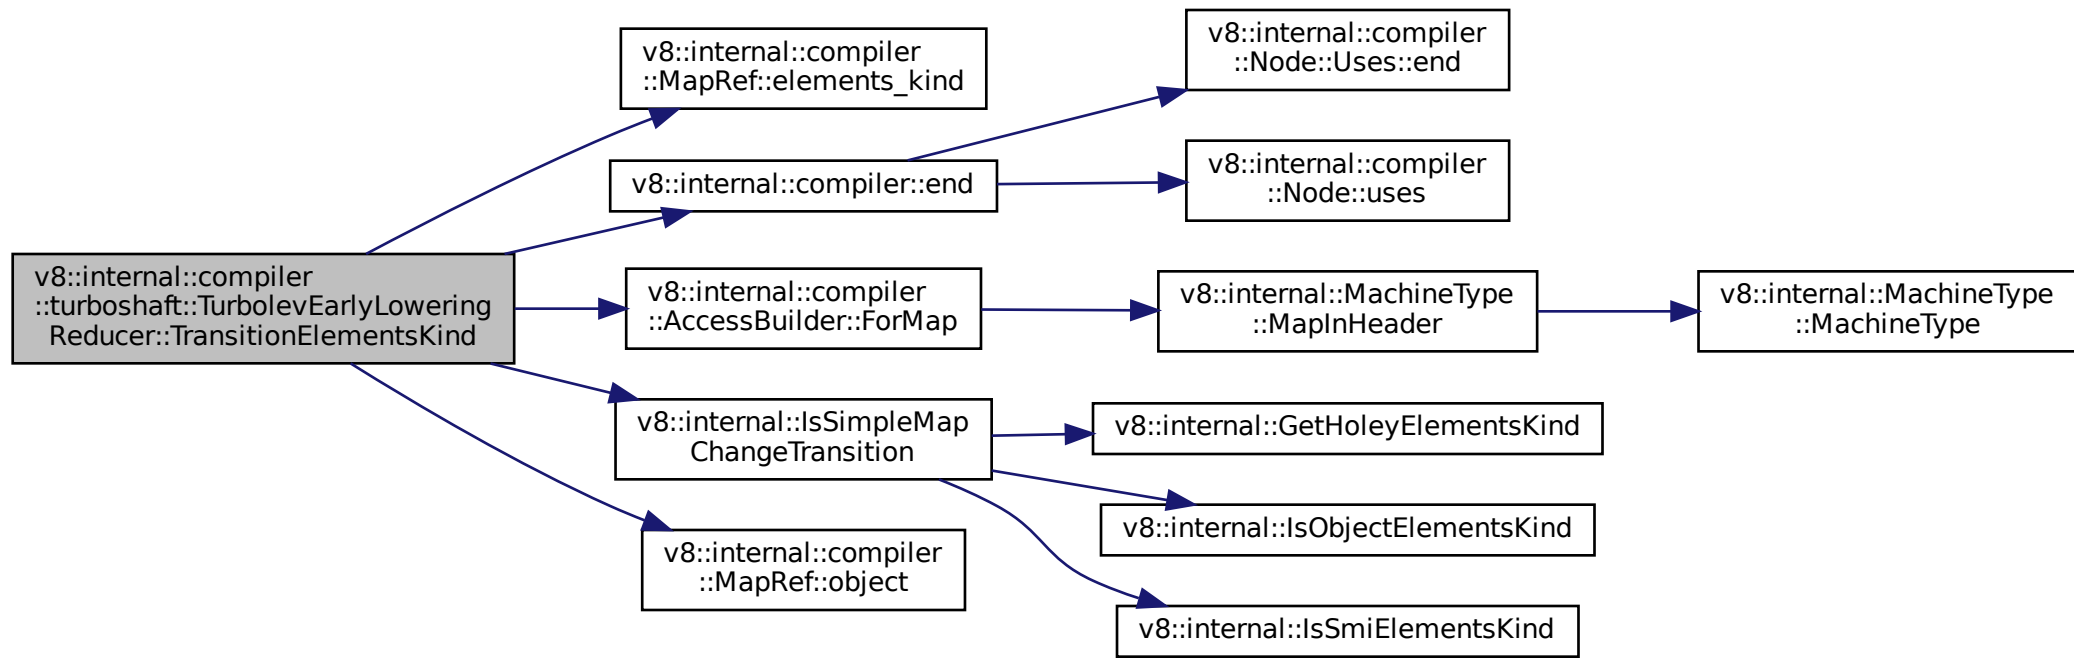 v8::internal::compiler
::turboshaft::TurbolevEarlyLowering
Reducer::TransitionElementsKind
v8::internal::compiler
::MapRef::elements_kind
v8::internal::compiler::end
v8::internal::compiler
::Node::Uses::end
v8::internal::compiler
::Node::uses
v8::internal::compiler
::AccessBuilder::ForMap
v8::internal::MachineType
::MapInHeader
v8::internal::MachineType
::MachineType
v8::internal::IsSimpleMap
ChangeTransition
v8::internal::GetHoleyElementsKind
v8::internal::IsObjectElementsKind
v8::internal::IsSmiElementsKind
v8::internal::compiler
::MapRef::object